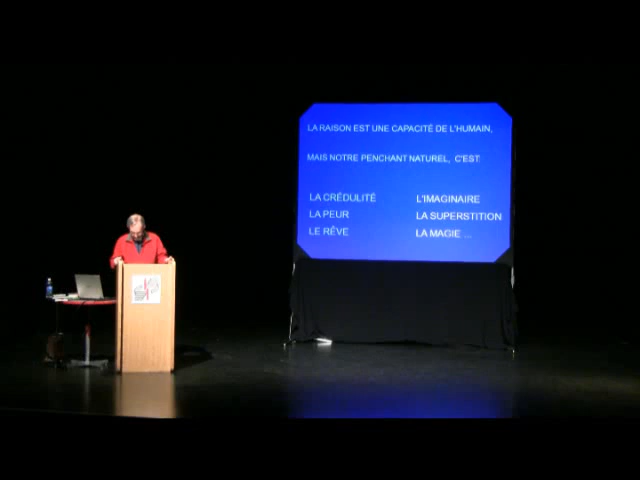 LA RAISON EST UNE CAPACITÉ DE L'HUMAIN,
MAIS NOTRE PENCHANT NATUREL, C'EST:
LA CRÉDULITÉ L'IMAGINAIRE
LA PEUR LA SUPERSTITION
LE RÊVE LA MAGIE ...